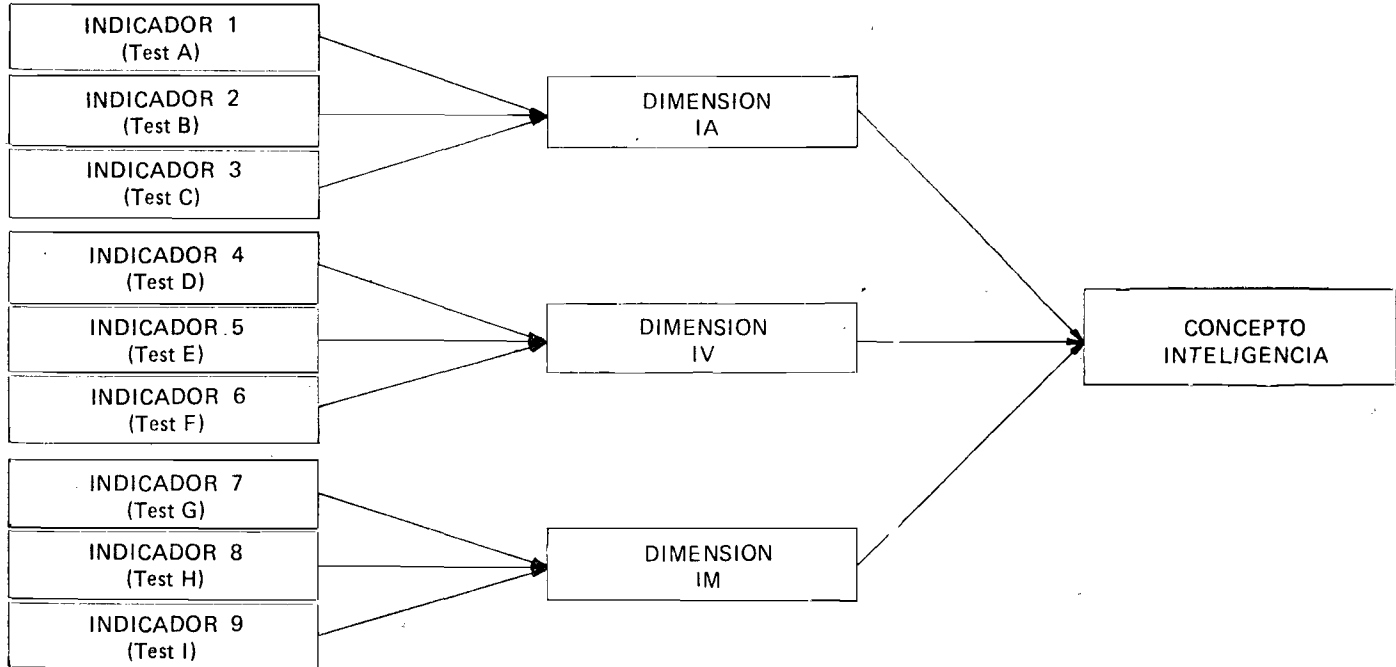 INDICADOR 1
(Test A)
INDICADOR 2
(Test B)
INDICADOR 3
(Test C)
INDICADOR 4
(Test D)
INDICADOR 5
(Test E)
INDICADOR 6
(Test F)
INDICADOR 7
(Test G)
INDICADOR 8
(Test H)
INDICADOR 9
(Test I)
DIMENSION
IA
DIMENSION
IV
DIMENSION
IM
CONCEPTO
INTELIGENCIA